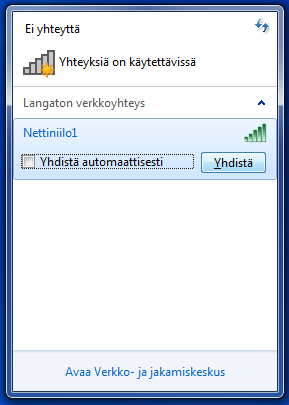 Ei yhteyttä
Yhteyksiä on käytettävissä
Langaton verkkoyhteys
Nettiniilo1
Yhdistä automaattisesti
Yhdistä
Avaa Verkko- ja jakamiskeskus